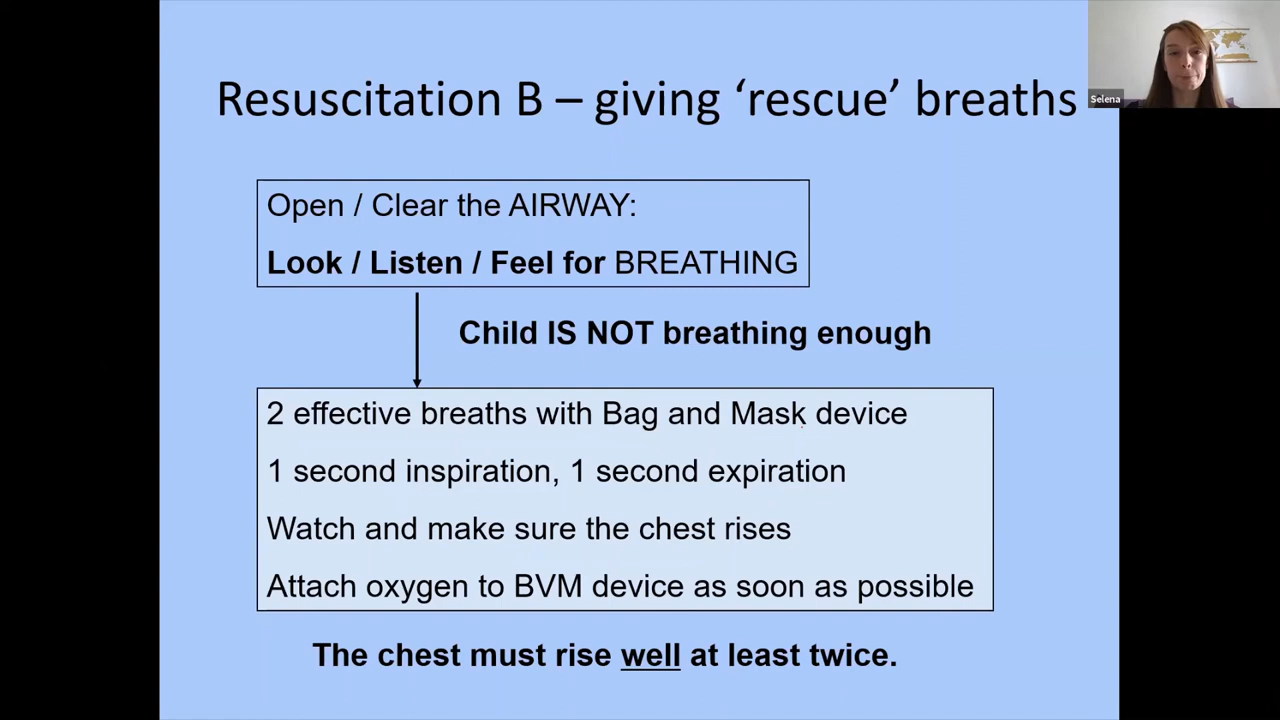 Resuscitation B – giving ‘rescue’ breaths
Selena
Open / Clear the AIRWAY:
Look / Listen / Feel for BREATHING
Child IS NOT breathing enough
2 effective breaths with Bag and Mask device
1 second inspiration, 1 second expiration
Watch and make sure the chest rises
Attach oxygen to BVM device as soon as possible
The chest must rise well at least twice.